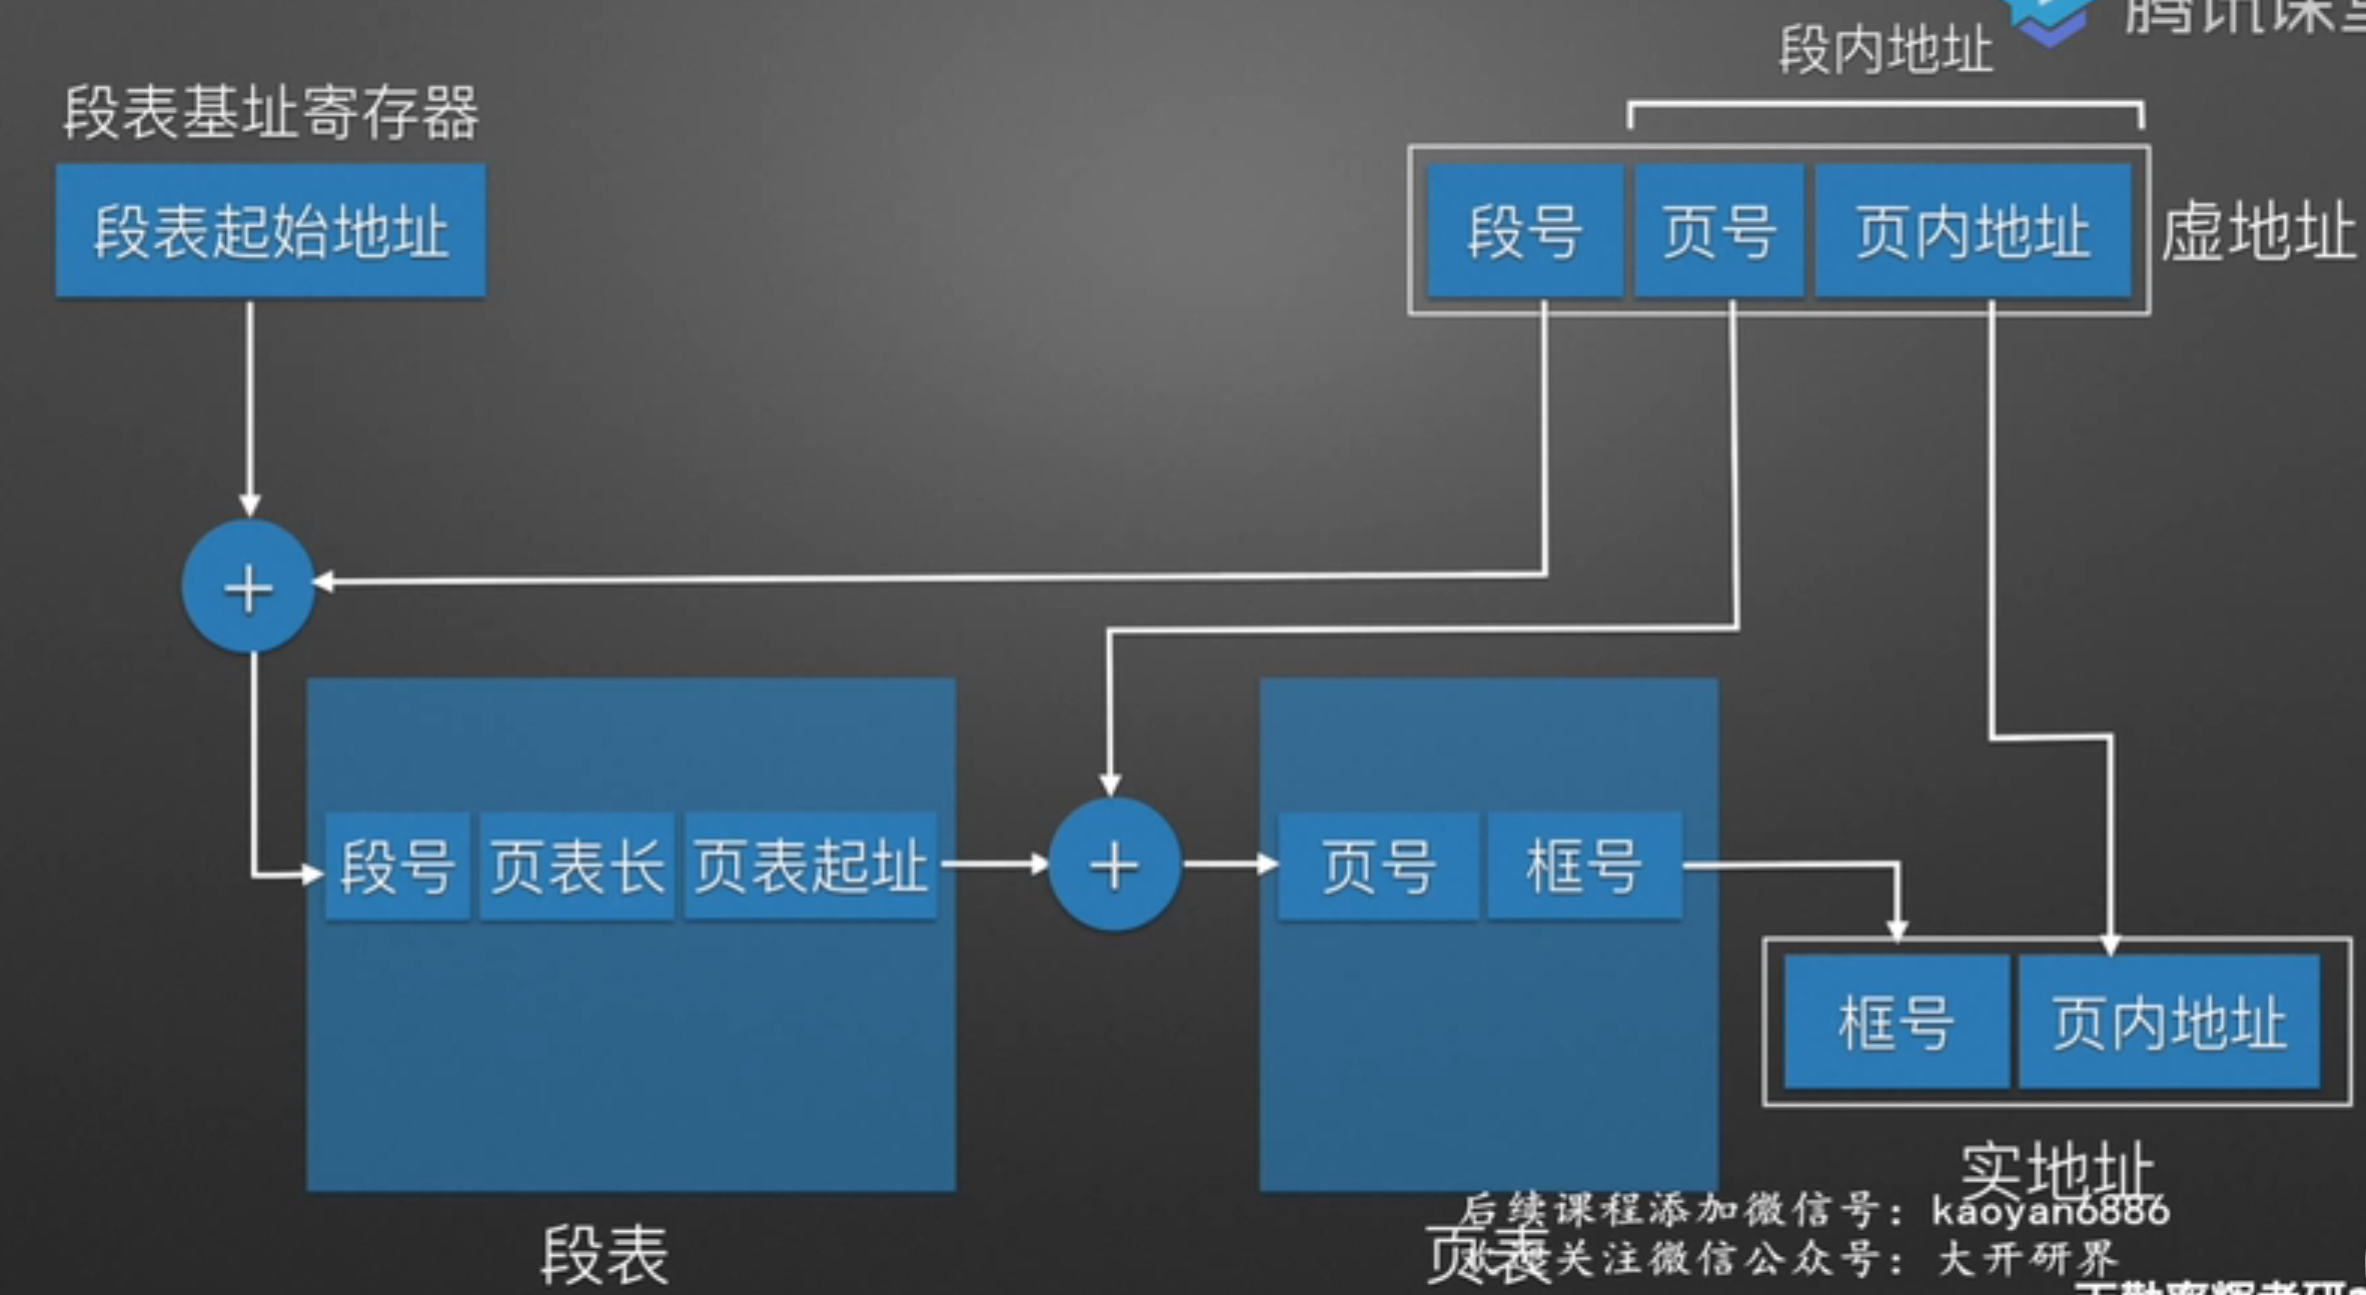 腾讯课堂
段内地址
段表基址寄存器
段表起始地址
段号 页号 页内地址
虚地址
+
段号 页表长 页表起址
+
页号 框号
框号 页内地址
实地址
后续课程添加微信号：kaoyan6886
段表
页表
关注微信公众号：大开研界